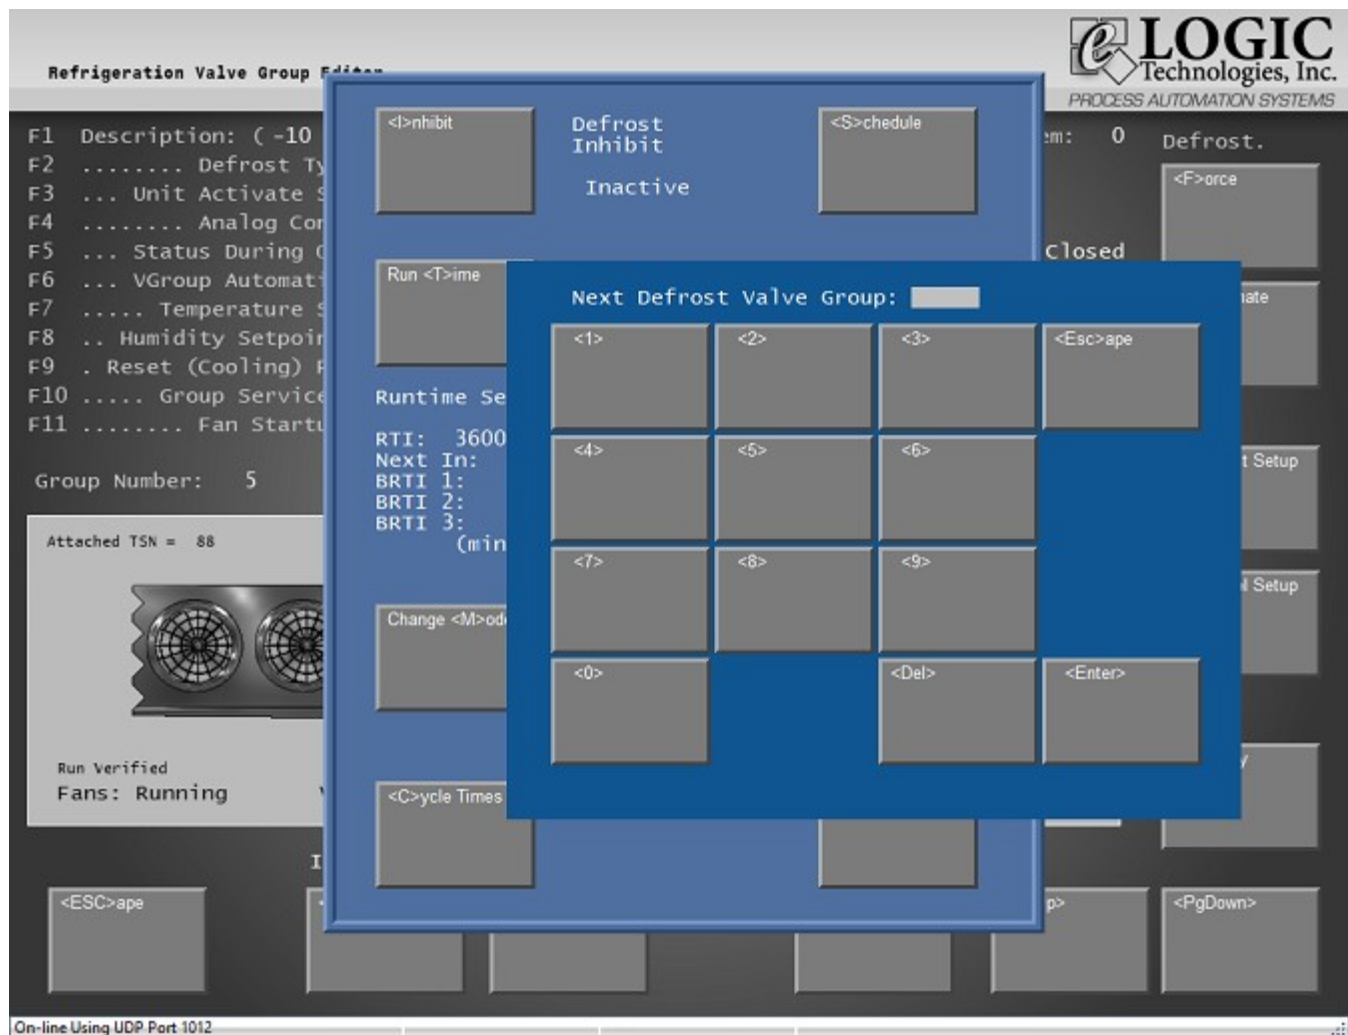 LOGIC
Technologies, Inc.
PROCESS AUTOMATION SYSTEMS
Refrigeration Valve Group Editor
F1 Description: ( -10
F2 ........ Defrost Ty
F3 ... Unit Activate S
F4 ........ Analog Con
F5 ... Status During
F6 ... VGroup Automati
F7 ..... Temperature S
F8 .. Humidity Setpoin
F9 . Reset (Cooling)
F10 ..... Group Service
F11 ........ Fan Startu
Group Number: 5
Attached TSN = 88
Run Verified
Fans: Running
<I>nhibit
Defrost
Inhibit
Inactive
<S>chedule
Run <T>ime
Runtime Se
RTI: 3600
Next In:
BRTI 1:
BRTI 2:
BRTI 3:
(min
Change <M>od
<C>ycle Times
Next Defrost Valve Group:
<1> <2> <3> <Esc>ape
<4> <5> <6>
<7> <8> <9>
<0> <Del> <Enter>
em: 0
Defrost.
<F>orce
Closed
nate
t Setup
l Setup
<ESC>ape
p>
<PgDown>
On-line Using UDP Port 1012